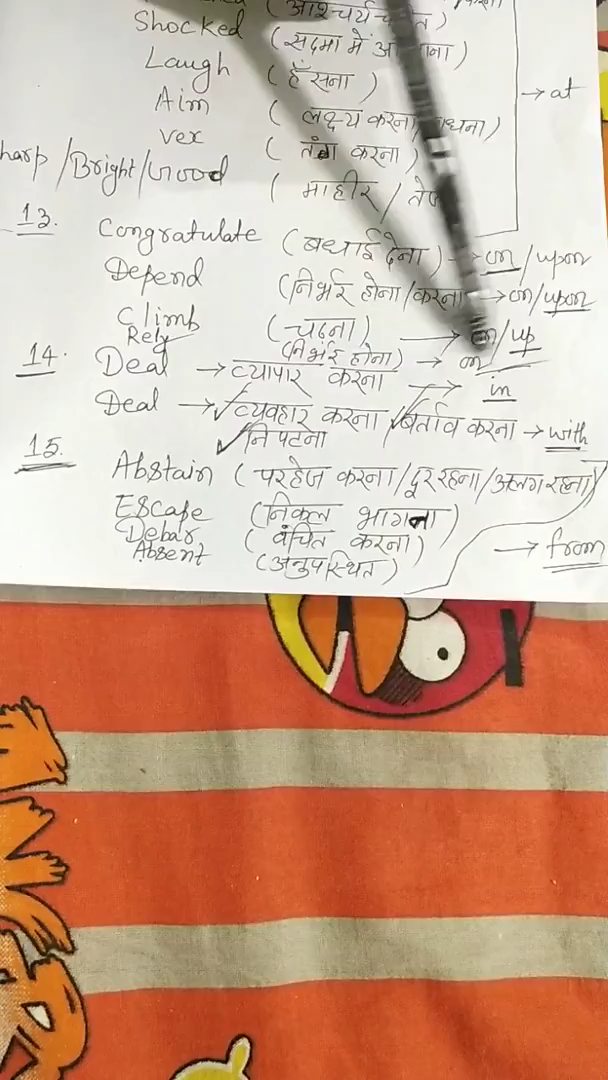 Shocked (सदमा में
Laugh (हँसना)
Aim (लक्ष्य करना → at
vex (तंग करना)
harp / Bright / Good (माहीर /
13. Congratulate (बधाई देना) → on / upon
Depend (निर्भर होना / करना → on / upon
Climb (चढ़ना) → on / up
Rely (निर्भर होना) → on
14. Deal → व्यापार करना → in
Deal → व्यवहार करना / बर्ताव करना → with
निपटना
15. Abstain (परहेज करना / दूर रहना / अलग रहना)
Escape (निकल भागना)
Debar (वंचित करना) → from
Absent (अनुपस्थित)